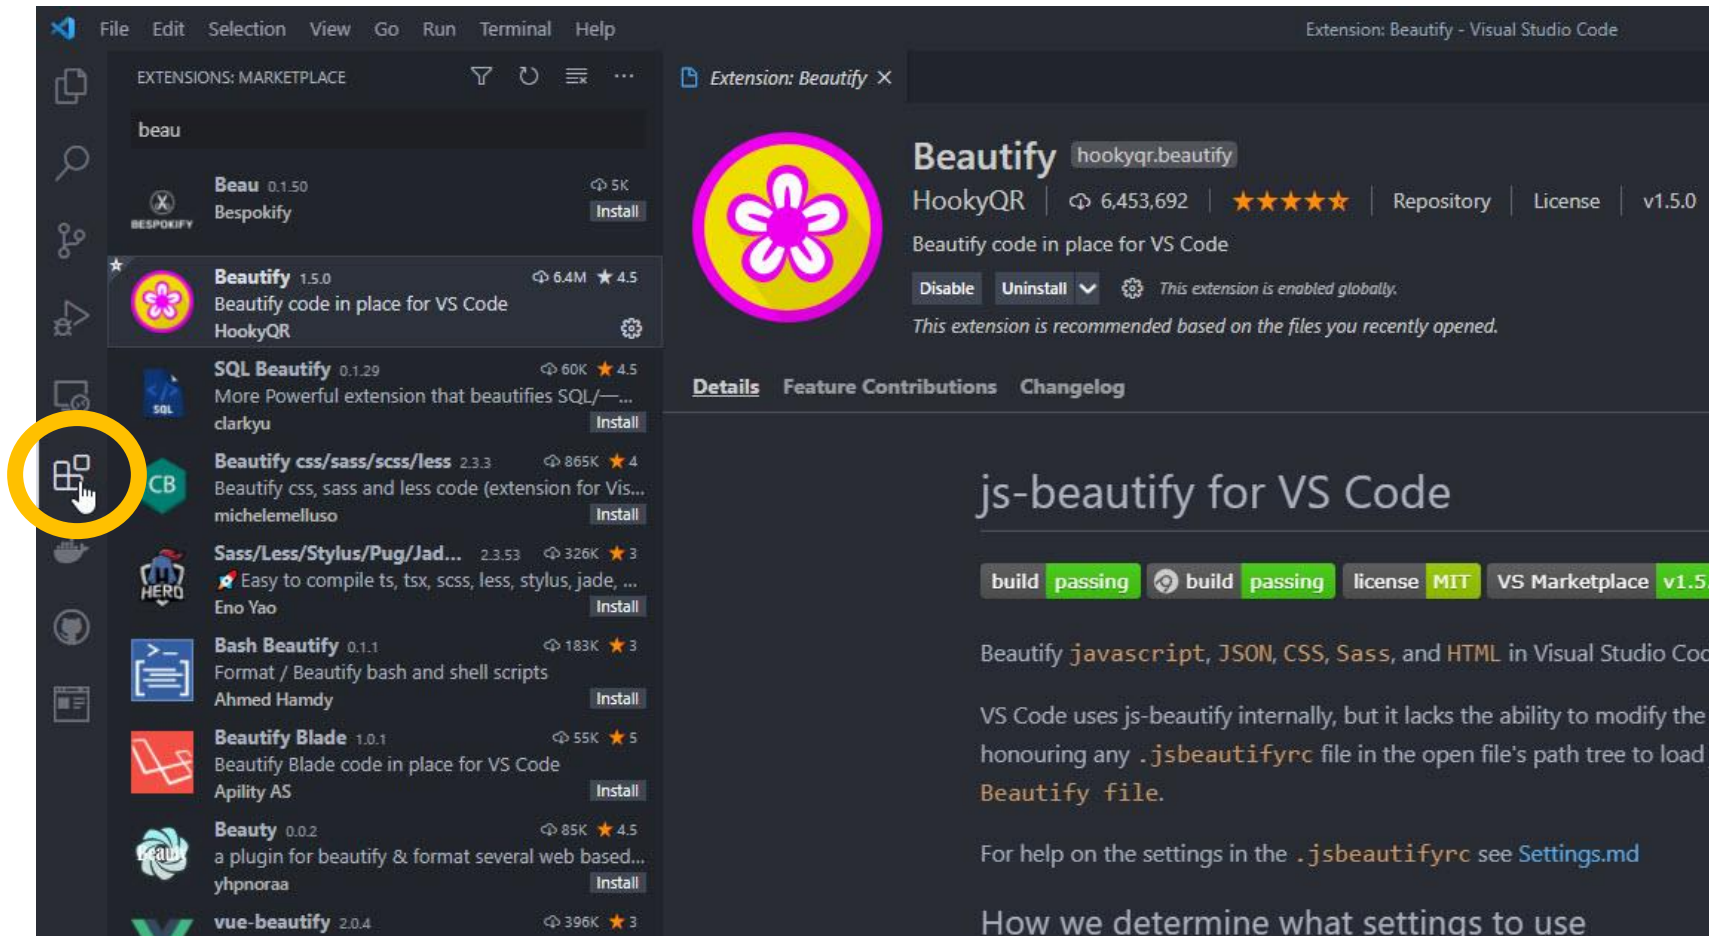 File Edit Selection View Go Run Terminal Help
Extension: Beautify - Visual Studio Code
EXTENSIONS: MARKETPLACE
beau
Beau 0.1.50 5K
Bespokify Install
BESPOKIFY
Beautify 1.5.0 6.4M ★ 4.5
Beautify code in place for VS Code
HookyQR
SQL Beautify 0.1.29 60K ★ 4.5
More Powerful extension that beautifies SQL/—...
SQL
clarkyu Install
Beautify css/sass/scss/less 2.3.3 865K ★ 4
CB
Beautify css, sass and less code (extension for Vis...
michelemelluso Install
Sass/Less/Stylus/Pug/Jad... 2.3.53 326K ★ 3
🚀 Easy to compile ts, tsx, scss, less, stylus, jade, ...
HERO
Eno Yao Install
Bash Beautify 0.1.1 183K ★ 3
Format / Beautify bash and shell scripts
Ahmed Hamdy Install
Beautify Blade 1.0.1 55K ★ 5
Beautify Blade code in place for VS Code
Apility AS Install
Beauty 0.0.2 85K ★ 4.5
Beauty
a plugin for beautify & format several web based...
yhpnoraa Install
vue-beautify 2.0.4 396K ★ 3
Extension: Beautify ×
Beautify hookyqr.beautify
HookyQR | 6,453,692 | ★★★★★ | Repository | License | v1.5.0
Beautify code in place for VS Code
Disable Uninstall This extension is enabled globally.
This extension is recommended based on the files you recently opened.
Details Feature Contributions Changelog
js-beautify for VS Code
build passing build passing license MIT VS Marketplace v1.5.
Beautify javascript, JSON, CSS, Sass, and HTML in Visual Studio Cod
VS Code uses js-beautify internally, but it lacks the ability to modify the
honouring any .jsbeautifyrc file in the open file's path tree to load
Beautify file.
For help on the settings in the .jsbeautifyrc see Settings.md
How we determine what settings to use